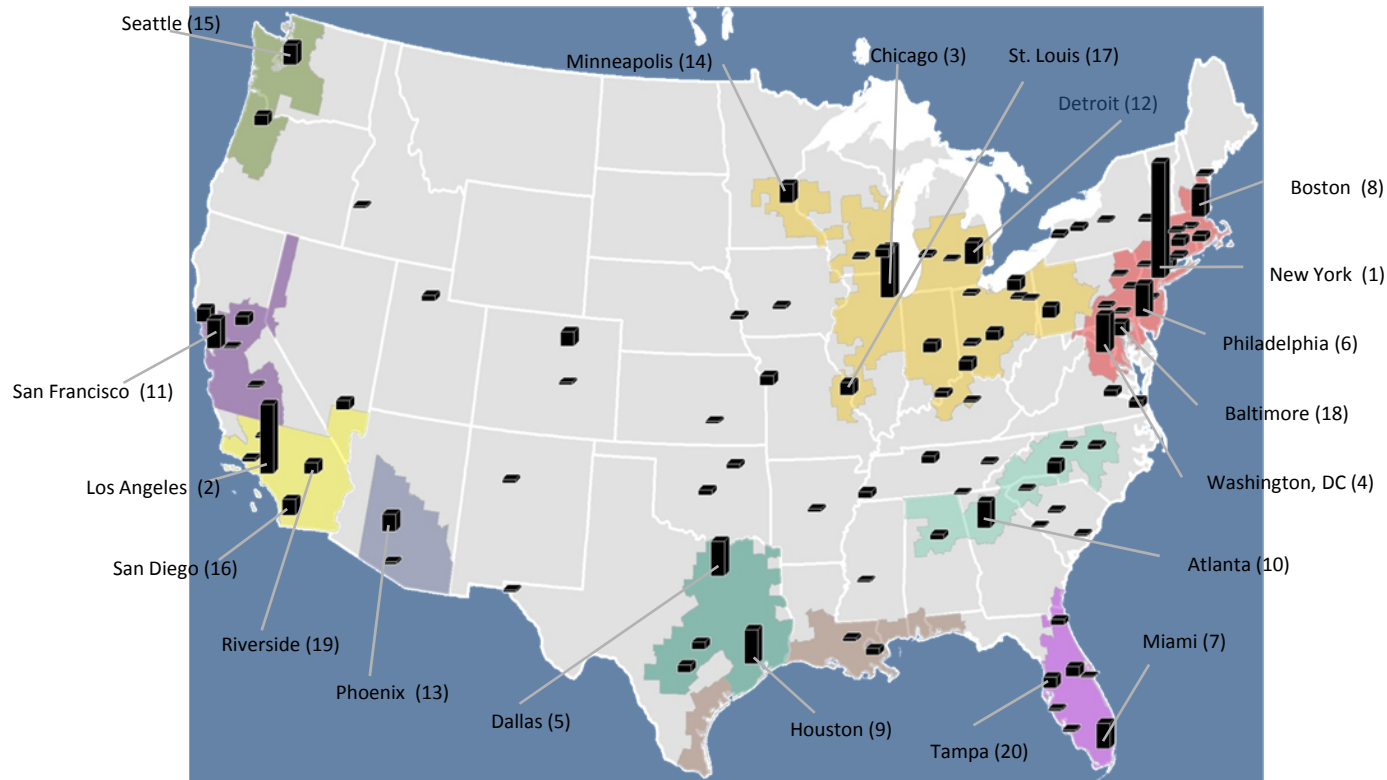 Seattle (15)
Minneapolis (14)
Chicago (3)
St. Louis (17)
Detroit (12)
Boston (8)
New York (1)
Philadelphia (6)
San Francisco (11)
Baltimore (18)
Los Angeles (2)
Washington, DC (4)
San Diego (16)
Atlanta (10)
Riverside (19)
Miami (7)
Phoenix (13)
Dallas (5)
Houston (9)
Tampa (20)